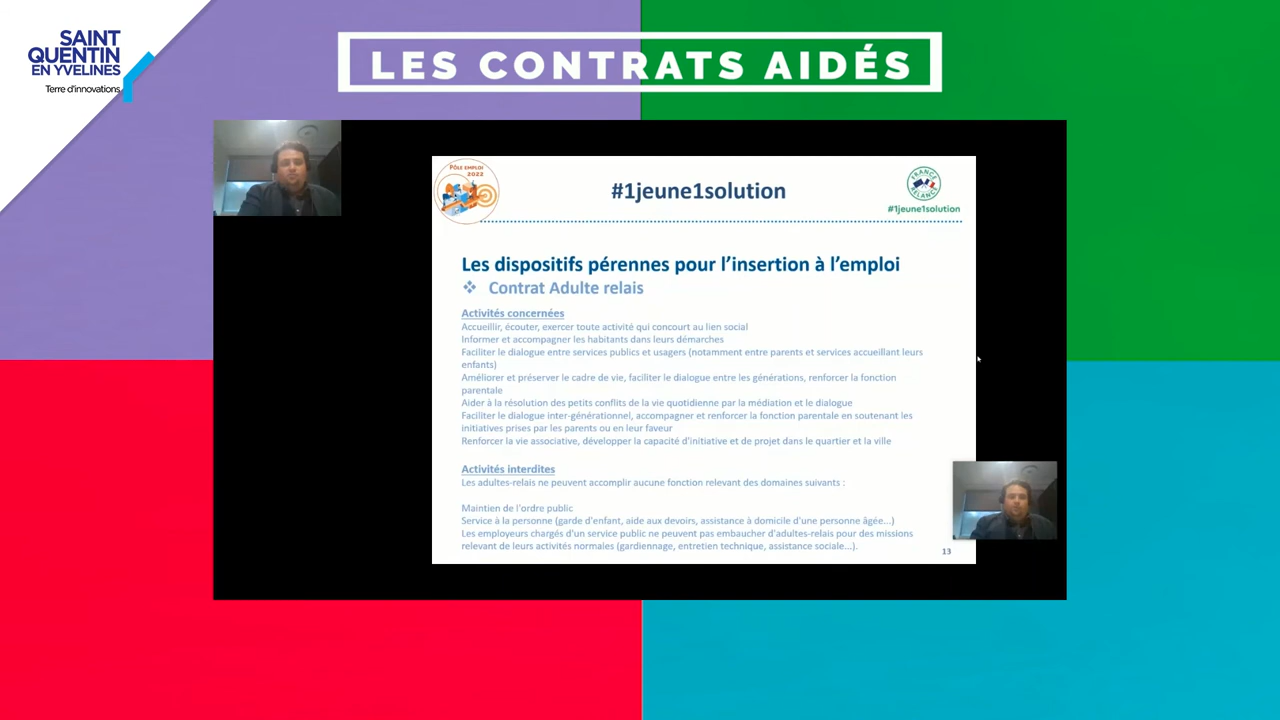 SAINT
QUENTIN
EN YVELINES
Terre d'innovations
LES CONTRATS AIDÉS
PÔLE EMPLOI
2022
#1jeune1solution
FRANCE
RELANCE
#1jeune1solution
Les dispositifs pérennes pour l'insertion à l'emploi
❖ Contrat Adulte relais
Activités concernées
Accueillir, écouter, exercer toute activité qui concourt au lien social
Informer et accompagner les habitants dans leurs démarches
Faciliter le dialogue entre services publics et usagers (notamment entre parents et services accueillant leurs
enfants)
Améliorer et préserver le cadre de vie, faciliter le dialogue entre les générations, renforcer la fonction
parentale
Aider à la résolution des petits conflits de la vie quotidienne par la médiation et le dialogue
Faciliter le dialogue inter-générationnel, accompagner et renforcer la fonction parentale en soutenant les
initiatives prises par les parents ou en leur faveur
Renforcer la vie associative, développer la capacité d'initiative et de projet dans le quartier et la ville
Activités interdites
Les adultes-relais ne peuvent accomplir aucune fonction relevant des domaines suivants :
Maintien de l'ordre public
Service à la personne (garde d'enfant, aide aux devoirs, assistance à domicile d'une personne âgée...)
Les employeurs chargés d'un service public ne peuvent pas embaucher d'adultes-relais pour des missions
relevant de leurs activités normales (gardiennage, entretien technique, assistance sociale...).
13